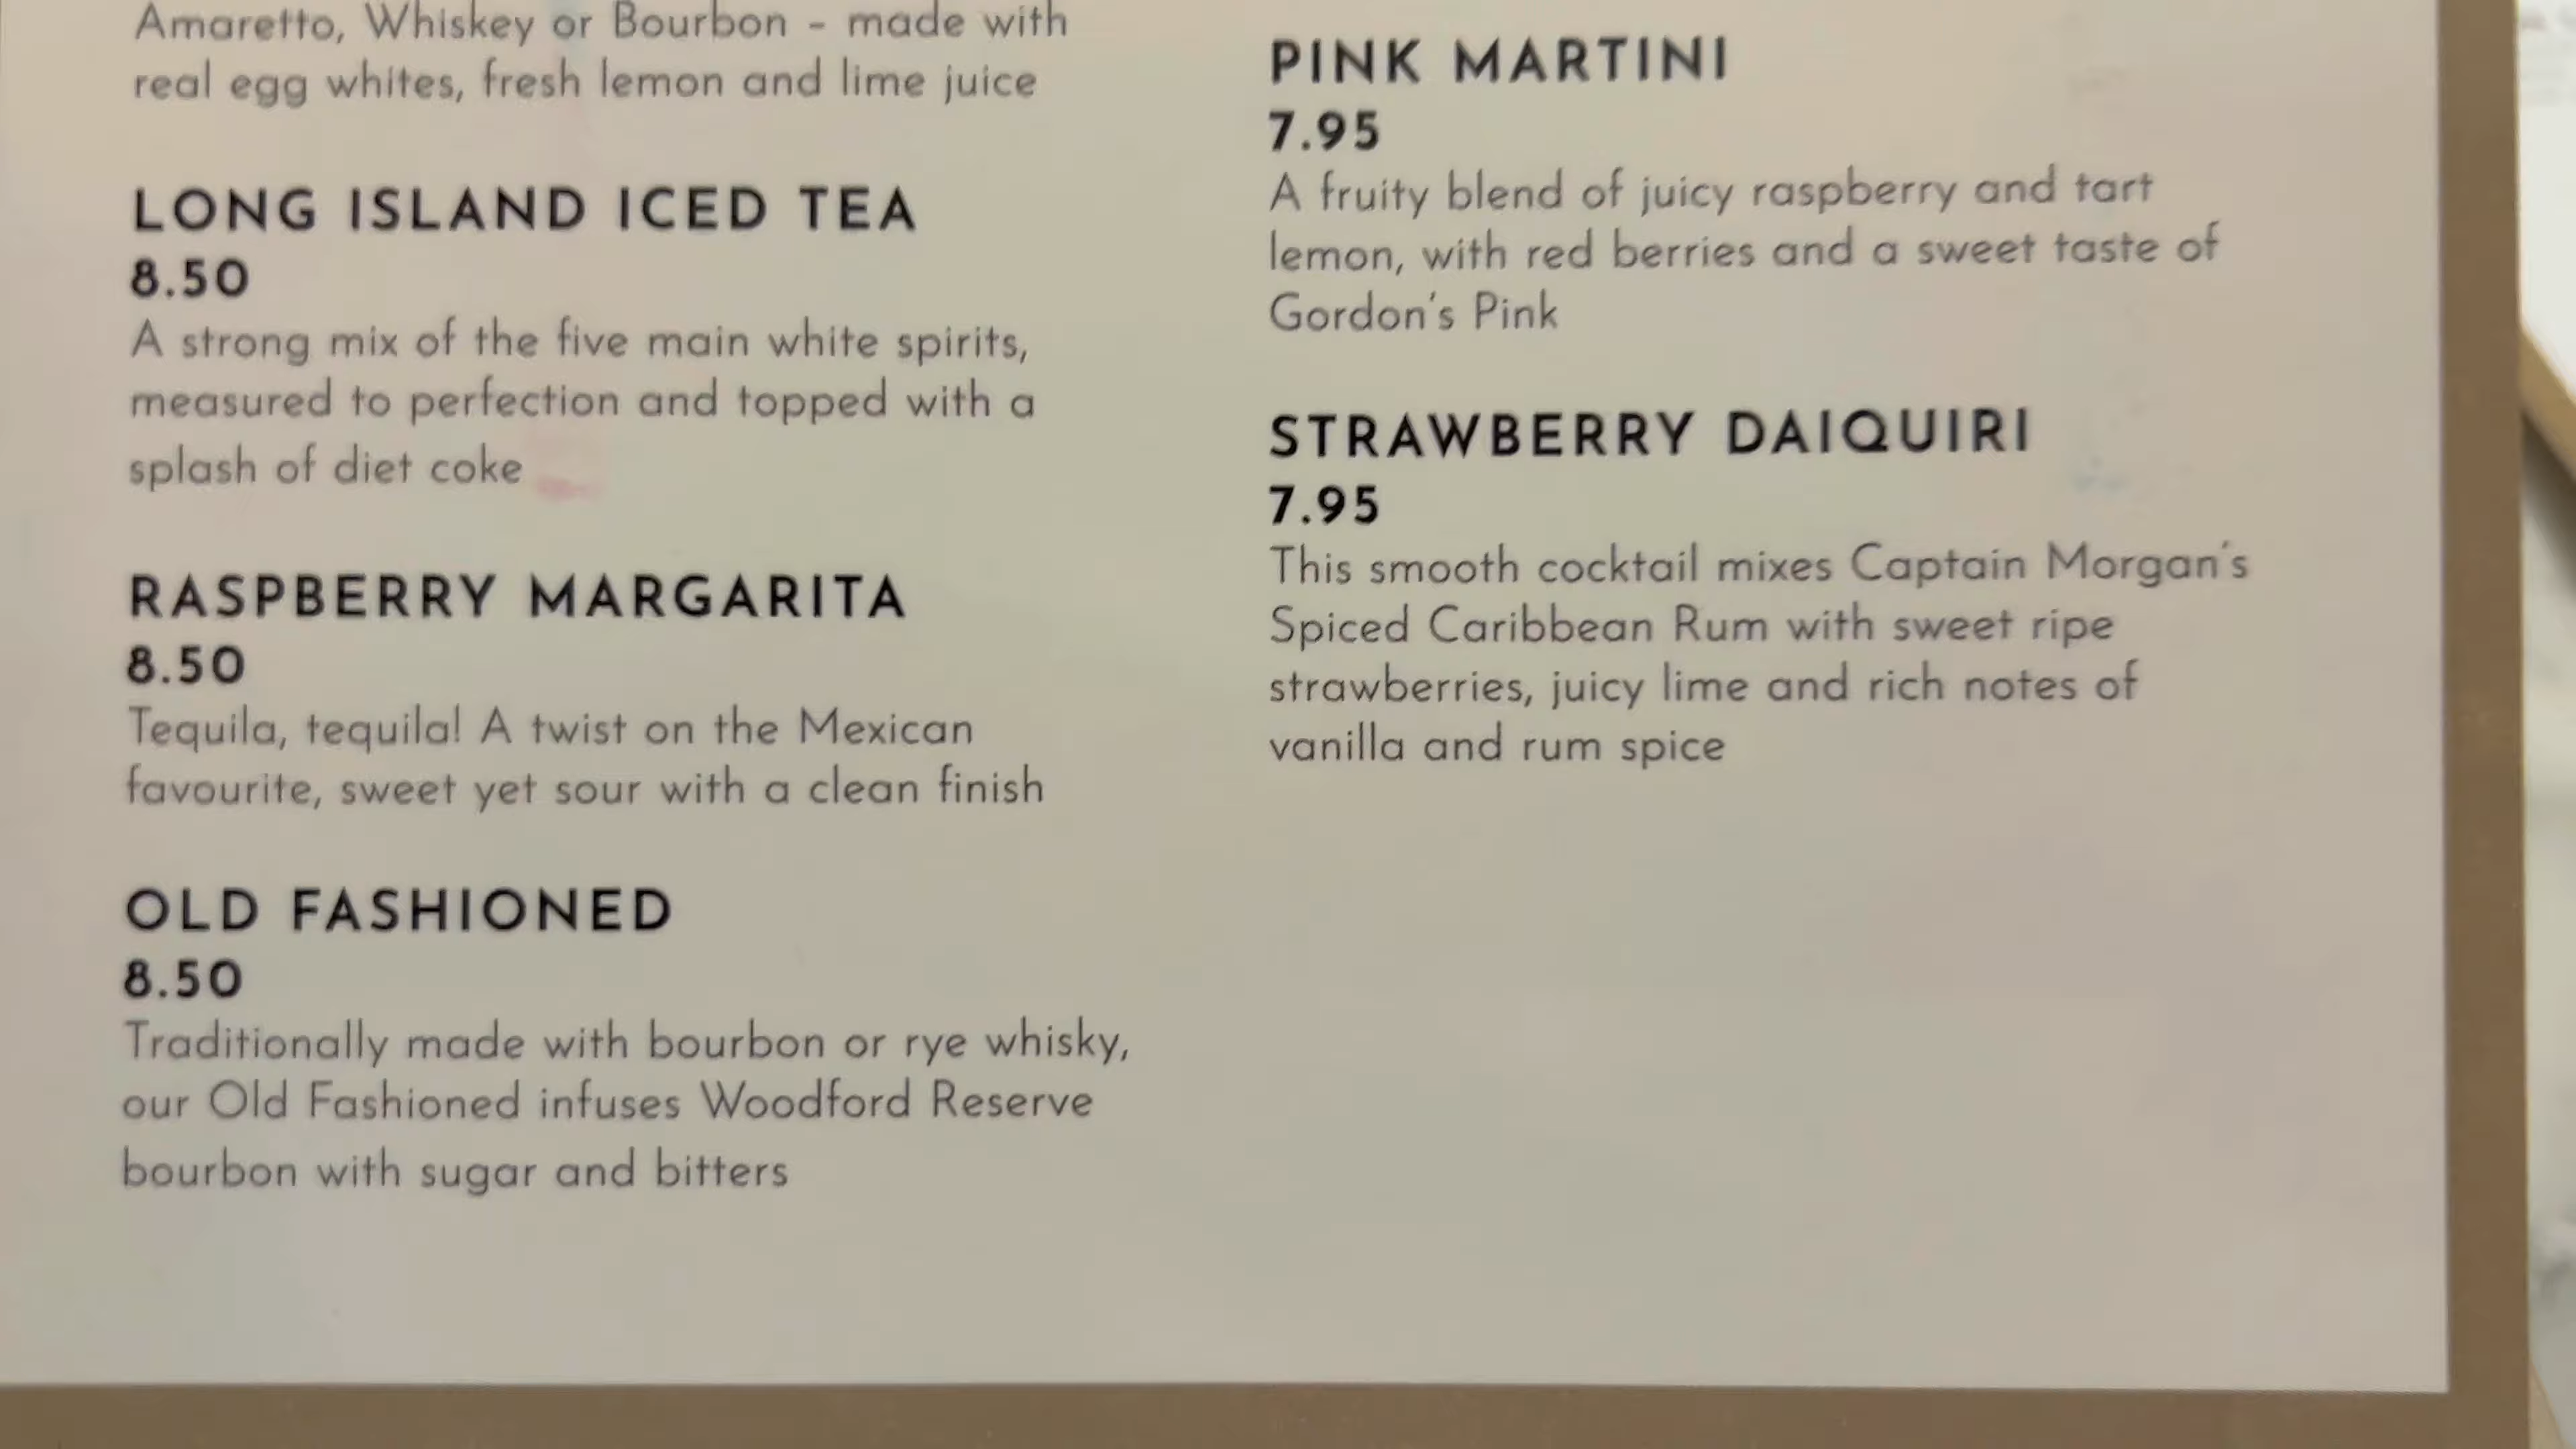 Amaretto, Whiskey or Bourbon - made with
real egg whites, fresh lemon and lime juice
LONG ISLAND ICED TEA
8.50
A strong mix of the five main white spirits,
measured to perfection and topped with a
splash of diet coke
RASPBERRY MARGARITA
8.50
Tequila, tequila! A twist on the Mexican
favourite, sweet yet sour with a clean finish
OLD FASHIONED
8.50
Traditionally made with bourbon or rye whisky,
our Old Fashioned infuses Woodford Reserve
bourbon with sugar and bitters
PINK MARTINI
7.95
A fruity blend of juicy raspberry and tart
lemon, with red berries and a sweet taste of
Gordon's Pink
STRAWBERRY DAIQUIRI
7.95
This smooth cocktail mixes Captain Morgan's
Spiced Caribbean Rum with sweet ripe
strawberries, juicy lime and rich notes of
vanilla and rum spice